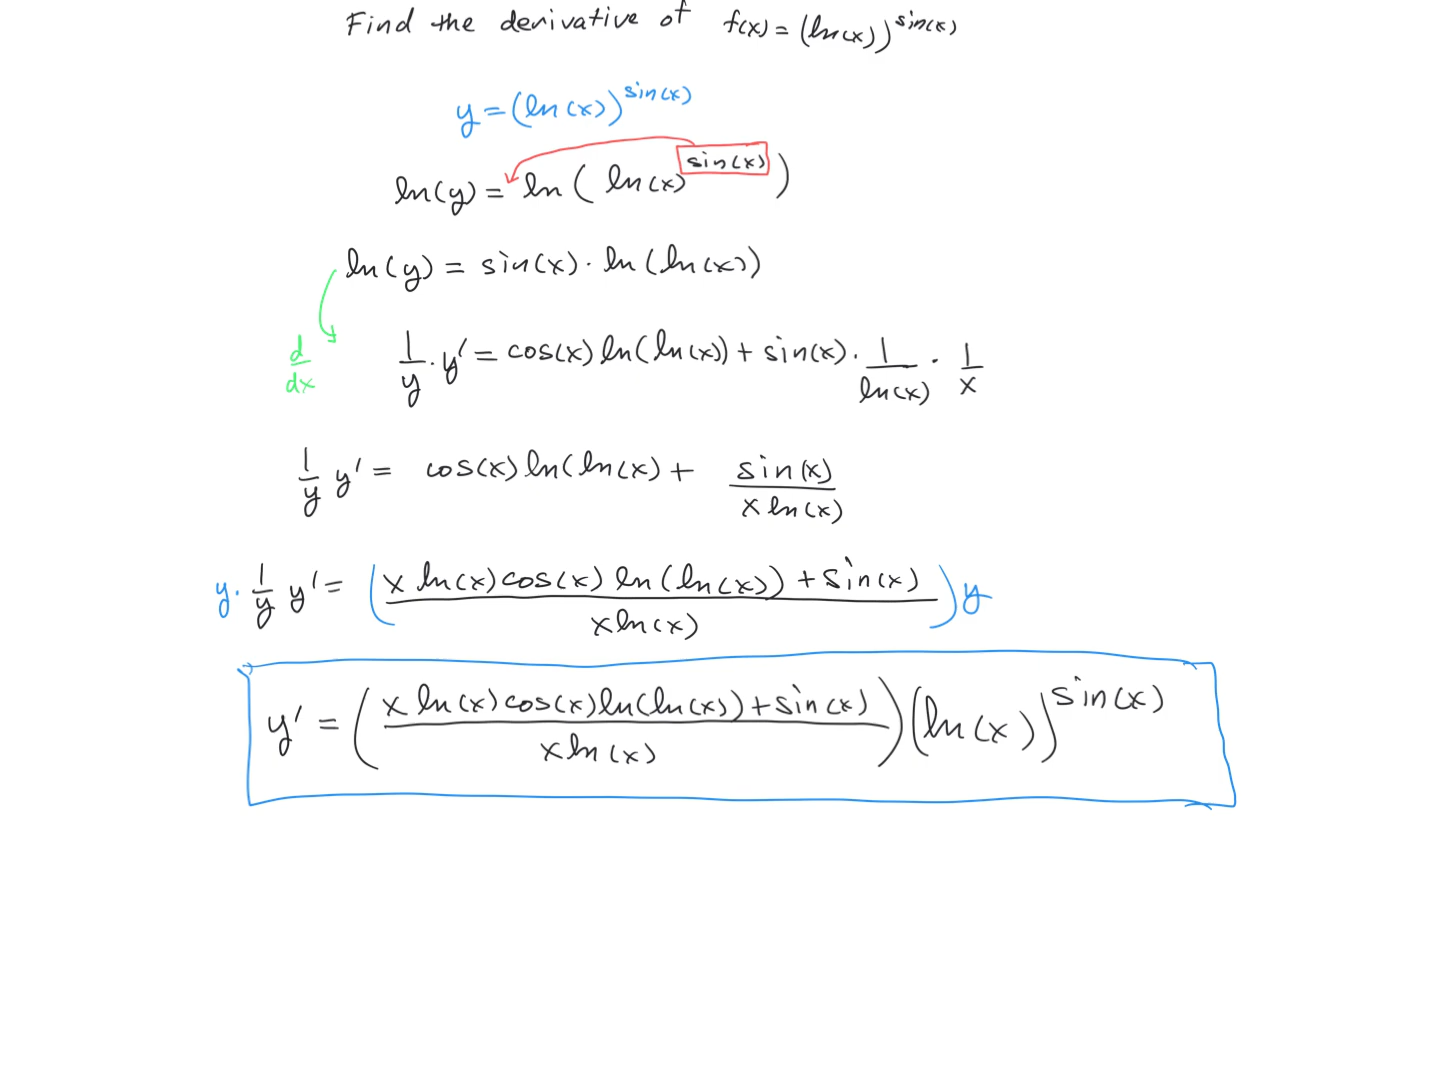 Find the derivative of f(x) = (ln(x))^sin(x)
y = (ln(x))^sin(x)
ln(y) = ln( ln(x)^sin(x) )
ln(y) = sin(x) · ln(ln(x))
d/dx
1/y · y' = cos(x) ln(ln(x)) + sin(x) · 1/ln(x) · 1/x
1/y y' = cos(x) ln(ln(x) + sin(x)/x ln(x)
y · 1/y y' = (x ln(x) cos(x) ln(ln(x)) + sin(x)/x ln(x)) y
y' = (x ln(x) cos(x) ln(ln(x)) + sin(x)/x ln(x)) (ln(x))^sin(x)